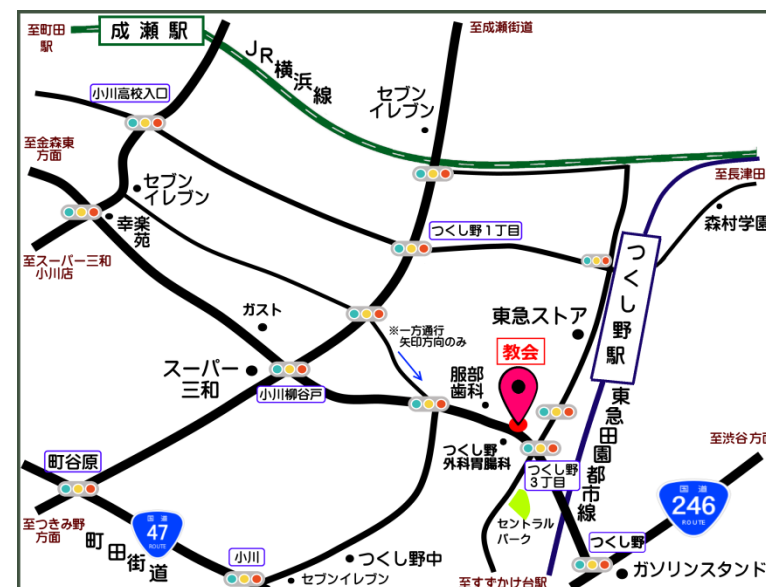 至町田
駅
成瀬駅
至成瀬街道
JR横浜線
セブン
イレブン
小川高校入口
至金森東
方面
セブン
イレブン
幸楽苑
至スーパー三和
小川店
つくし野1丁目
至長津田
森村学園
つくし野駅
ガスト
※一方通行
矢印方向のみ
東急ストア
教会
スーパー
三和
服部
歯科
小川柳谷戸
東急田園都市線
つくし野
外科胃腸科
つくし野
3丁目
至渋谷方面
町谷原
国道
47
ROUTE
国道
246
ROUTE
至つきみ野
方面
町田街道
セントラル
パーク
小川
つくし野中
つくし野
ガソリンスタンド
セブンイレブン
至すずかけ台駅